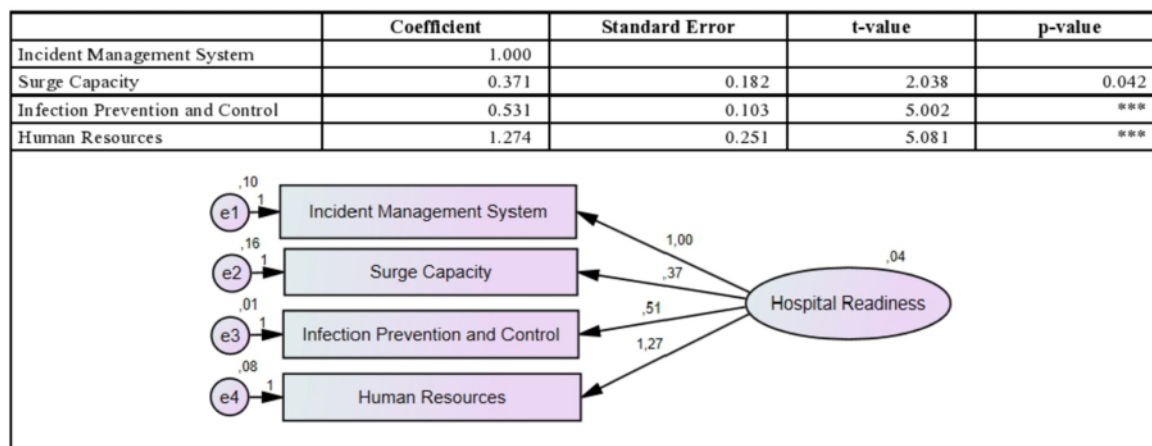 Coefficient Standard Error t-value p-value
Incident Management System 1.000
Surge Capacity 0.371 0.182 2.038 0.042
Infection Prevention and Control 0.531 0.103 5.002 ***
Human Resources 1.274 0.251 5.081 ***
,10
e1 1 Incident Management System
,16
e2 1 Surge Capacity
,01
e3 1 Infection Prevention and Control
,08
e4 1 Human Resources
1,00
,37
,51
1,27
,04
Hospital Readiness